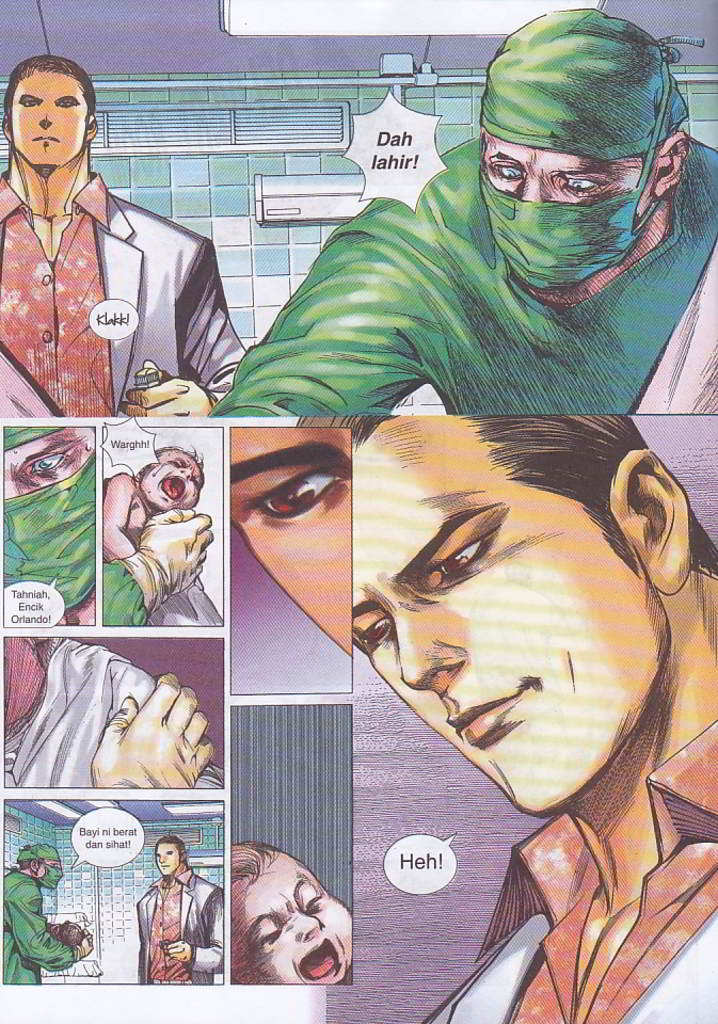 Dah
lahir!
Klakk!
Warghh!
Tahniah,
Encik
Orlando!
Bayi ni berat
dan sihat!
Heh!